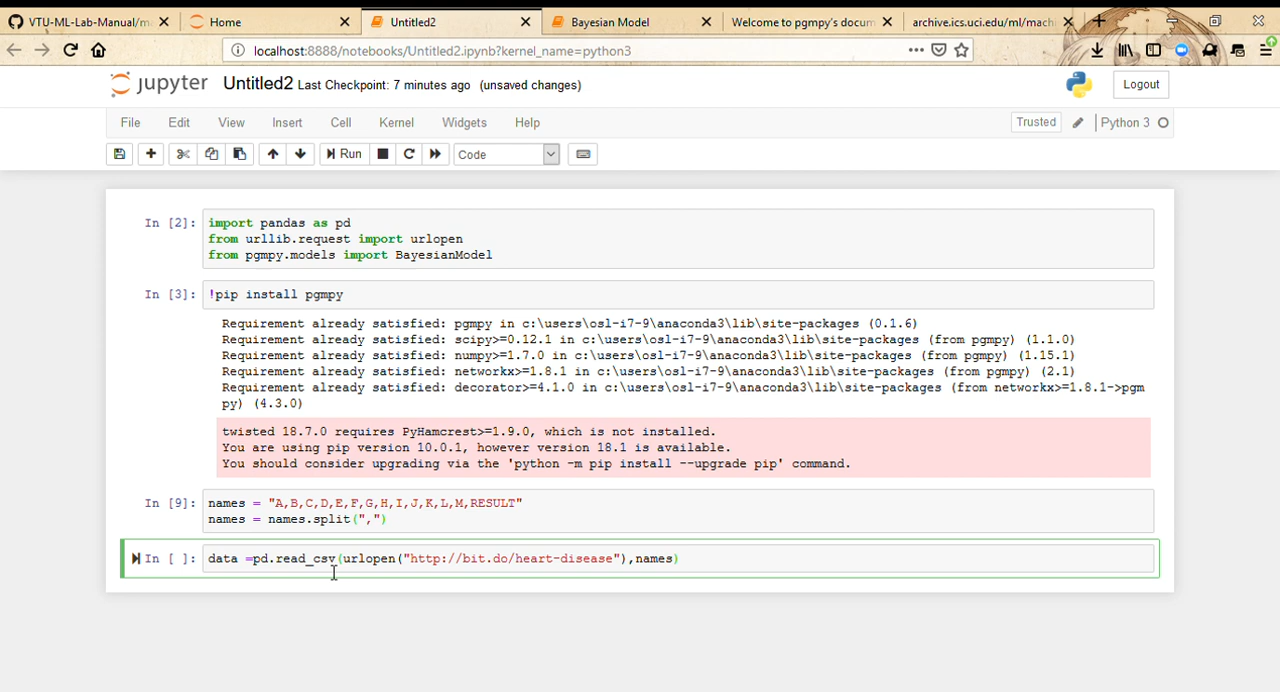 VTU-ML-Lab-Manual/ma
Home
Untitled2
Bayesian Model
Welcome to pgmpy's docum
archive.ics.uci.edu/ml/machi
localhost:8888/notebooks/Untitled2.ipynb?kernel_name=python3
jupyter Untitled2 Last Checkpoint: 7 minutes ago (unsaved changes)
Logout
File Edit View Insert Cell Kernel Widgets Help
Trusted Python 3
Run Code
In [2]: import pandas as pd
from urllib.request import urlopen
from pgmpy.models import BayesianModel
In [3]: !pip install pgmpy
Requirement already satisfied: pgmpy in c:\users\osl-i7-9\anaconda3\lib\site-packages (0.1.6)
Requirement already satisfied: scipy>=0.12.1 in c:\users\osl-i7-9\anaconda3\lib\site-packages (from pgmpy) (1.1.0)
Requirement already satisfied: numpy>=1.7.0 in c:\users\osl-i7-9\anaconda3\lib\site-packages (from pgmpy) (1.15.1)
Requirement already satisfied: networkx>=1.8.1 in c:\users\osl-i7-9\anaconda3\lib\site-packages (from pgmpy) (2.1)
Requirement already satisfied: decorator>=4.1.0 in c:\users\osl-i7-9\anaconda3\lib\site-packages (from networkx>=1.8.1->pgm
py) (4.3.0)
twisted 18.7.0 requires PyHamcrest>=1.9.0, which is not installed.
You are using pip version 10.0.1, however version 18.1 is available.
You should consider upgrading via the 'python -m pip install --upgrade pip' command.
In [9]: names = "A,B,C,D,E,F,G,H,I,J,K,L,M,RESULT"
names = names.split(",")
In [ ]: data =pd.read_csv(urlopen("http://bit.do/heart-disease"),names)